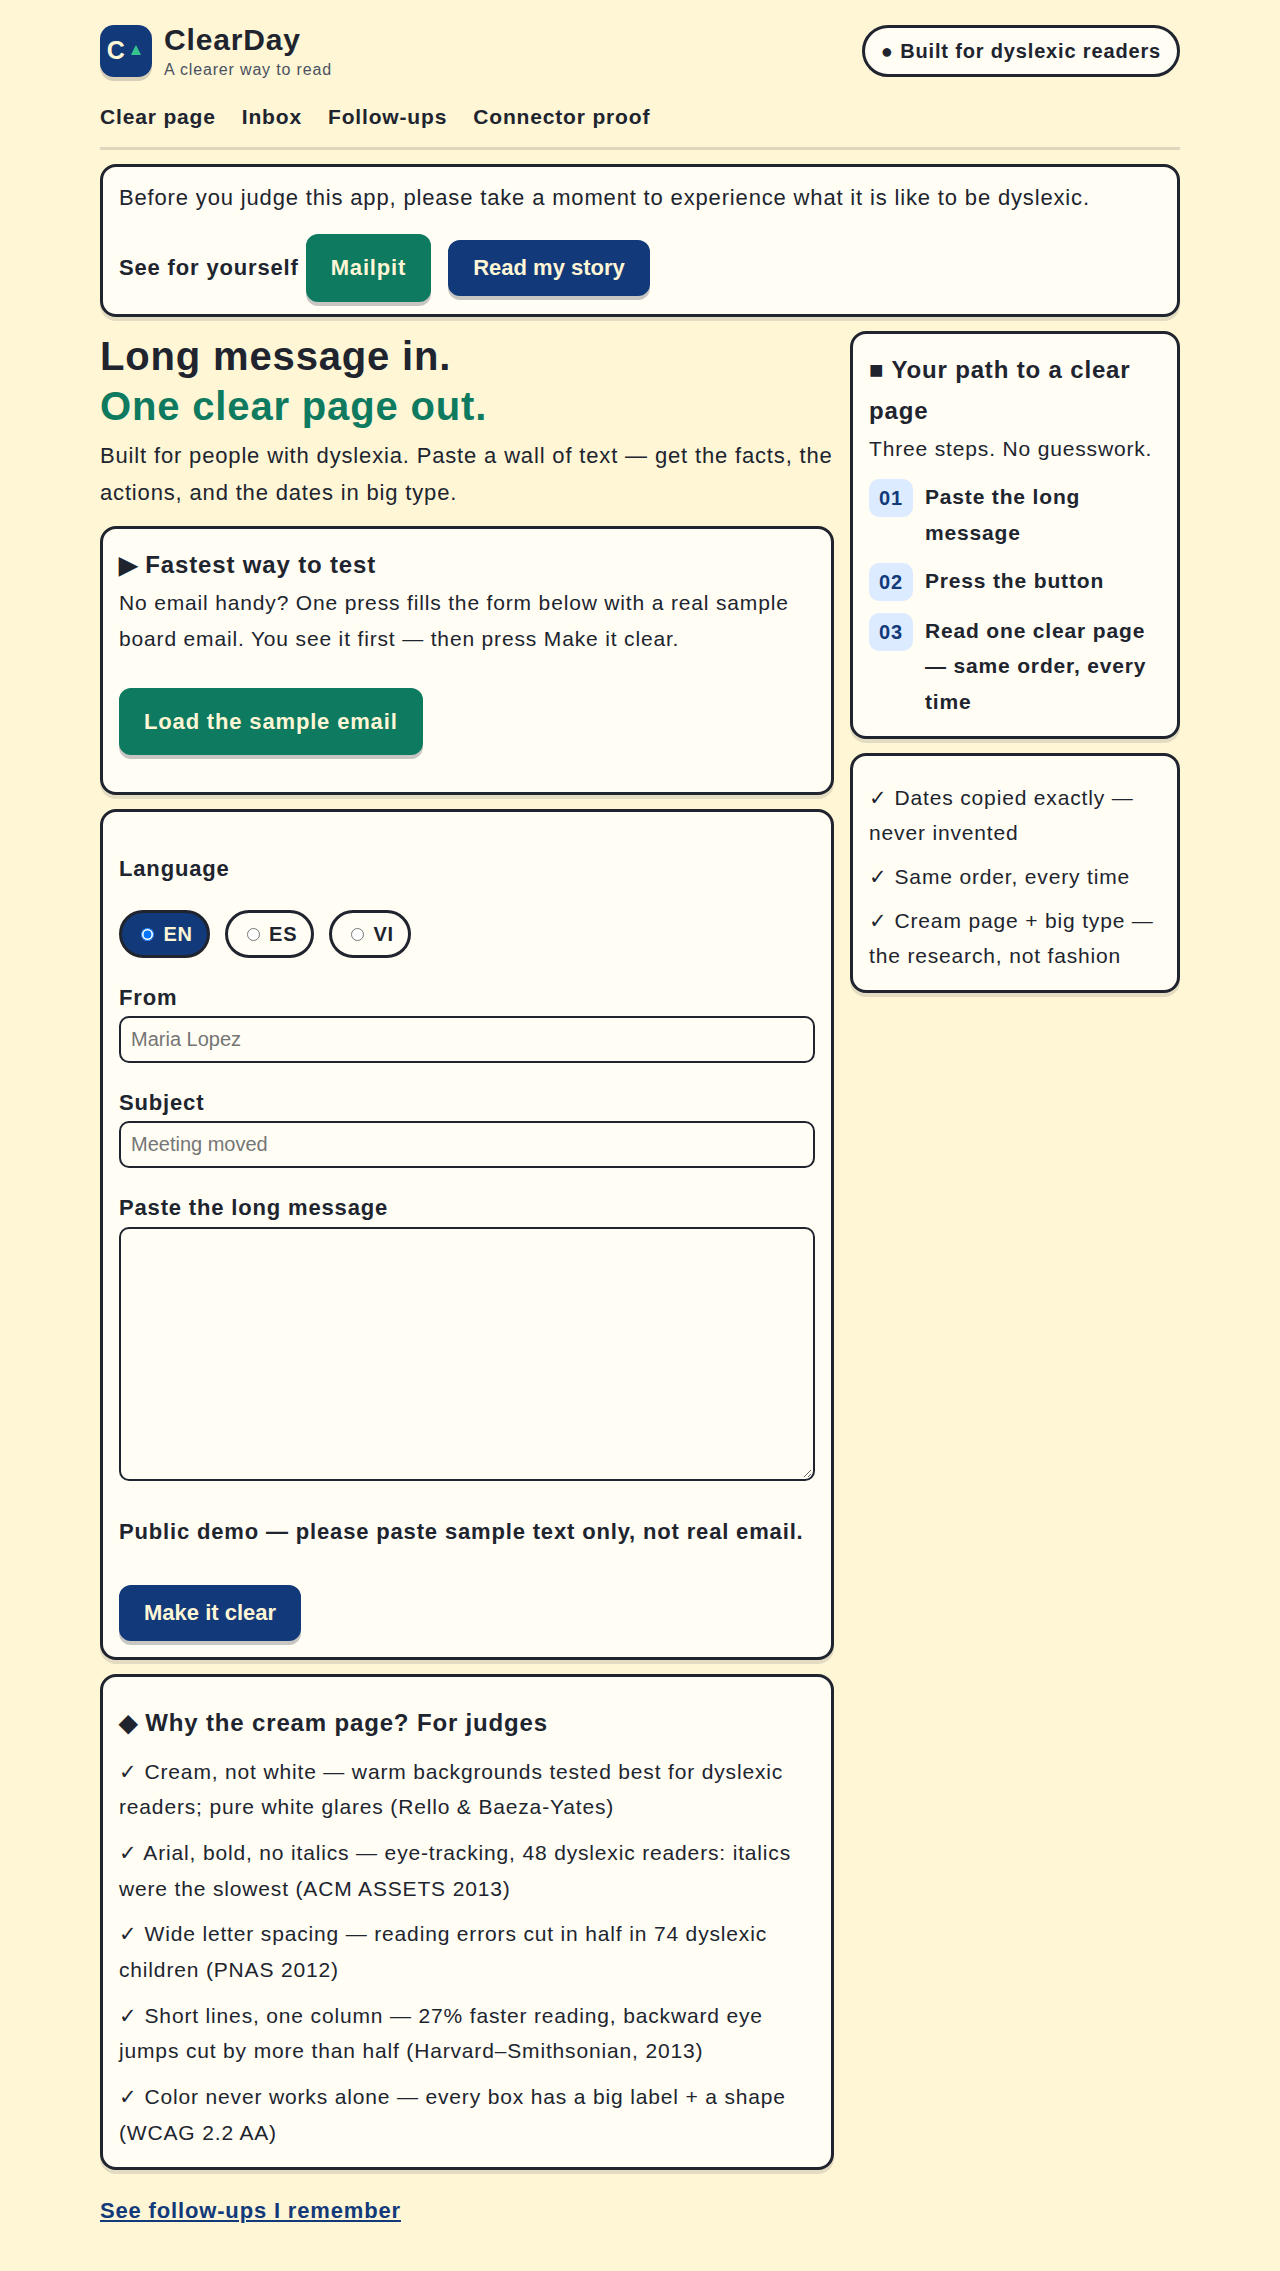 C▲ ClearDay
A clearer way to read
● Built for dyslexic readers
Clear page Inbox Follow-ups Connector proof
Before you judge this app, please take a moment to experience what it is like to be dyslexic.
See for yourself Mailpit Read my story
Long message in.
One clear page out.
Built for people with dyslexia. Paste a wall of text — get the facts, the
actions, and the dates in big type.
▶ Fastest way to test
No email handy? One press fills the form below with a real sample
board email. You see it first — then press Make it clear.
Load the sample email
Language
EN ES VI
From
Maria Lopez
Subject
Meeting moved
Paste the long message
Public demo — please paste sample text only, not real email.
Make it clear
◆ Why the cream page? For judges
✓ Cream, not white — warm backgrounds tested best for dyslexic
readers; pure white glares (Rello & Baeza-Yates)
✓ Arial, bold, no italics — eye-tracking, 48 dyslexic readers: italics
were the slowest (ACM ASSETS 2013)
✓ Wide letter spacing — reading errors cut in half in 74 dyslexic
children (PNAS 2012)
✓ Short lines, one column — 27% faster reading, backward eye
jumps cut by more than half (Harvard–Smithsonian, 2013)
✓ Color never works alone — every box has a big label + a shape
(WCAG 2.2 AA)
See follow-ups I remember
■ Your path to a clear
page
Three steps. No guesswork.
01 Paste the long
message
02 Press the button
03 Read one clear page
— same order, every
time
✓ Dates copied exactly —
never invented
✓ Same order, every time
✓ Cream page + big type —
the research, not fashion